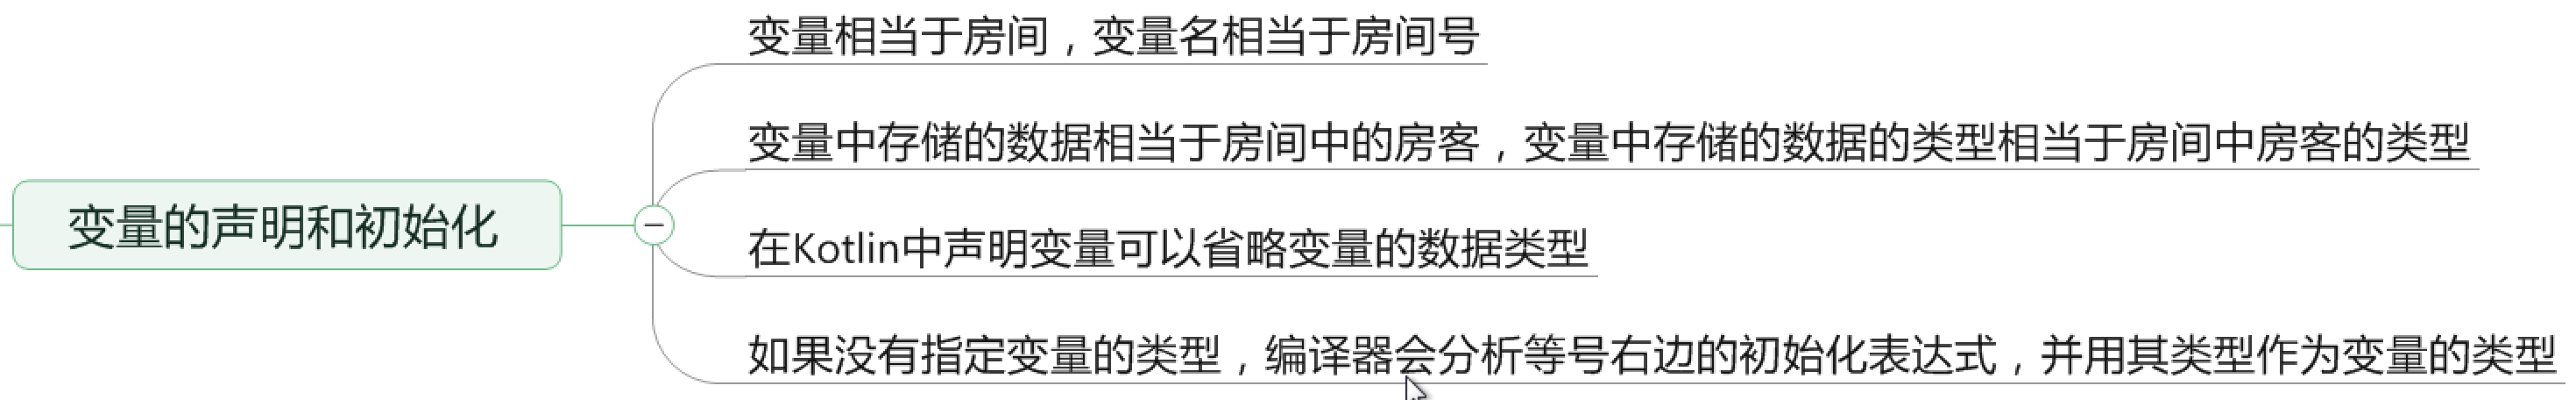 变量相当于房间，变量名相当于房间号
变量中存储的数据相当于房间中的房客，变量中存储的数据的类型相当于房间中房客的类型
变量的声明和初始化
在Kotlin中声明变量可以省略变量的数据类型
如果没有指定变量的类型，编译器会分析等号右边的初始化表达式，并用其类型作为变量的类型